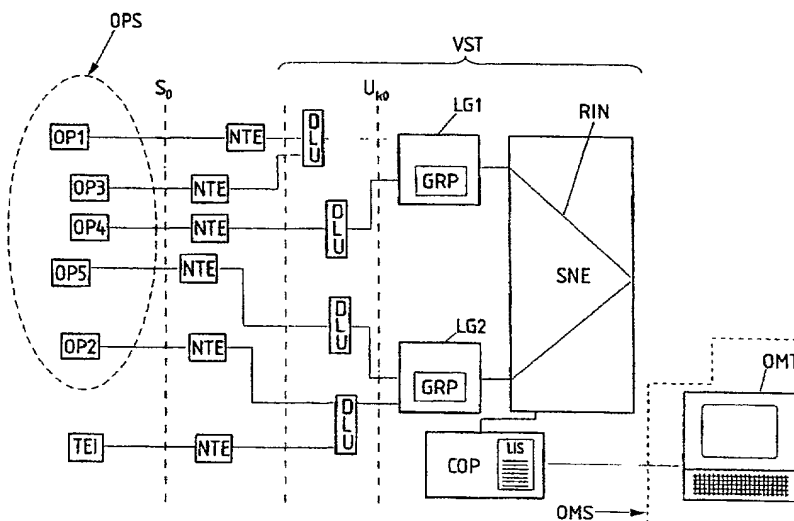 OPS
VST
S0
Uk0
LG1
RIN
OP1
NTE
DLU
GRP
OP3
NTE
OP4
NTE
DLU
SNE
OP5
NTE
DLU
LG2
OMT
OP2
NTE
GRP
DLU
TEI
NTE
COP
LIS
OMS